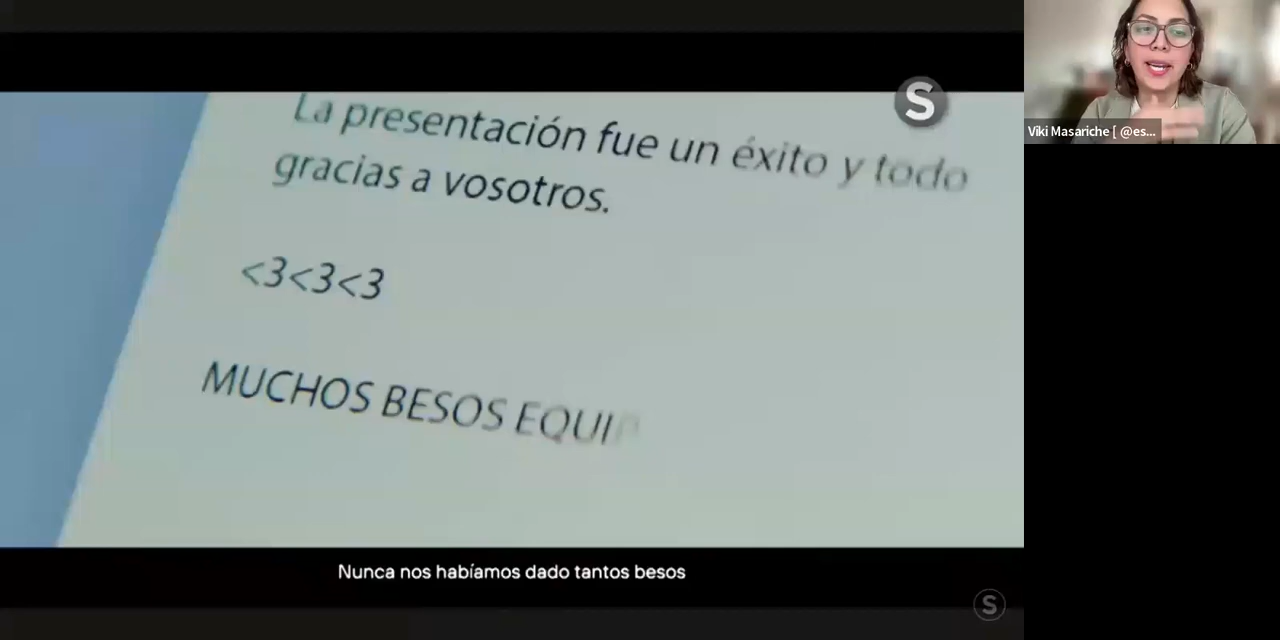 La presentación fue un éxito y todo
gracias a vosotros.
<3<3<3
MUCHOS BESOS EQUIP
Nunca nos habíamos dado tantos besos
S
S
Viki Masariche [ @es...